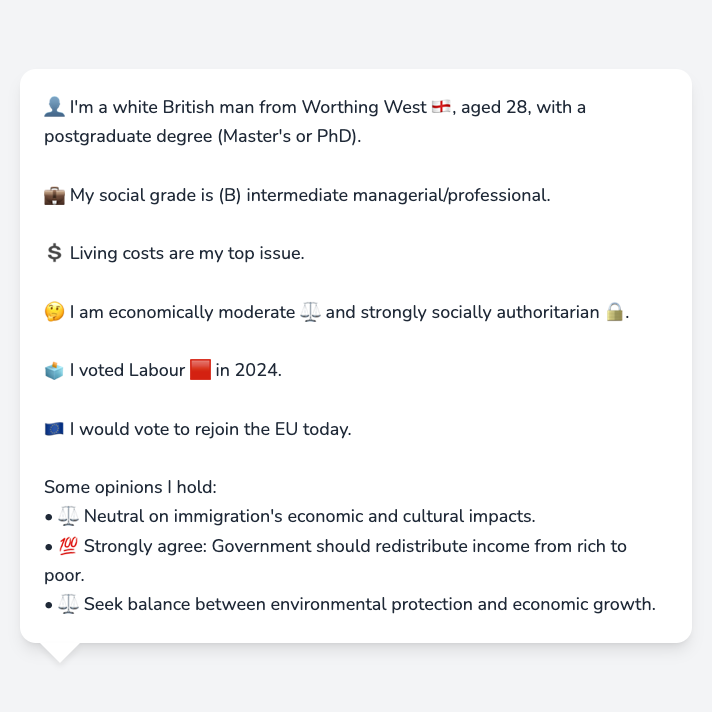 👤 I'm a white British man from Worthing West 🏴󠁧󠁢󠁥󠁮󠁧󠁿, aged 28, with a
postgraduate degree (Master's or PhD).
💼 My social grade is (B) intermediate managerial/professional.
💲 Living costs are my top issue.
🤔 I am economically moderate ⚖️ and strongly socially authoritarian 🔒.
🗳️ I voted Labour 🟥 in 2024.
🇪🇺 I would vote to rejoin the EU today.
Some opinions I hold:
• ⚖️ Neutral on immigration's economic and cultural impacts.
• 💯 Strongly agree: Government should redistribute income from rich to
poor.
• ⚖️ Seek balance between environmental protection and economic growth.